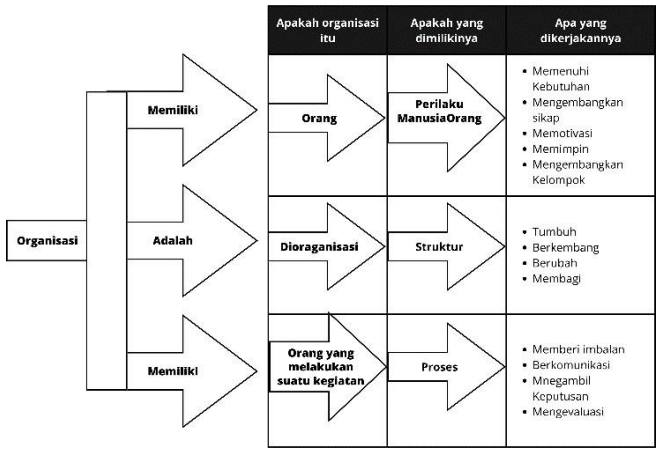 Apakah organisasi
itu
Apakah yang
dimilikinya
Apa yang
dikerjakannya
Organisasi
Memiliki
Orang
Perilaku
ManusiaOrang
• Memenuhi
Kebutuhan
• Mengembangkan
sikap
• Memotivasi
• Memimpin
• Mengembangkan
Kelompok
Adalah
Dioraganisasi
Struktur
• Tumbuh
• Berkembang
• Berubah
• Membagi
Memiliki
Orang yang
melakukan
suatu kegiatan
Proses
• Memberi imbalan
• Berkomunikasi
• Mnegambil
Keputusan
• Mengevaluasi